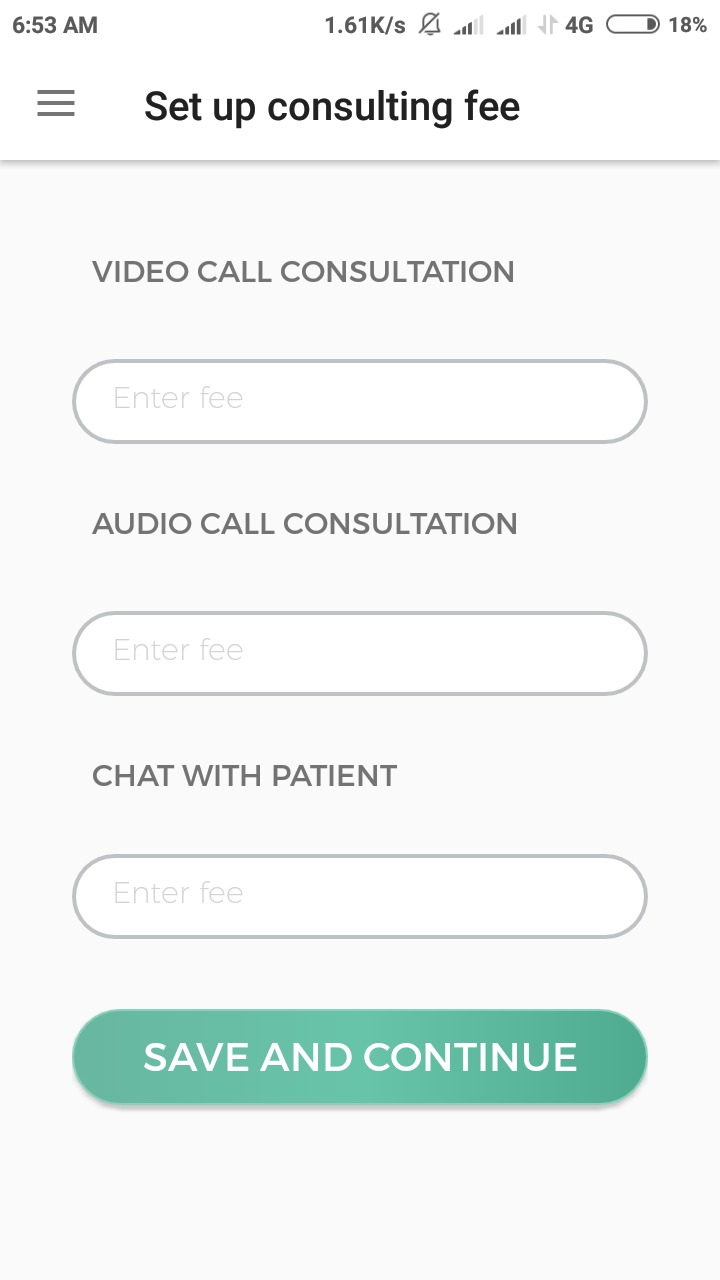 6:53 AM 1.61K/s 4G 18%
Set up consulting fee
VIDEO CALL CONSULTATION
Enter fee
AUDIO CALL CONSULTATION
Enter fee
CHAT WITH PATIENT
Enter fee
SAVE AND CONTINUE